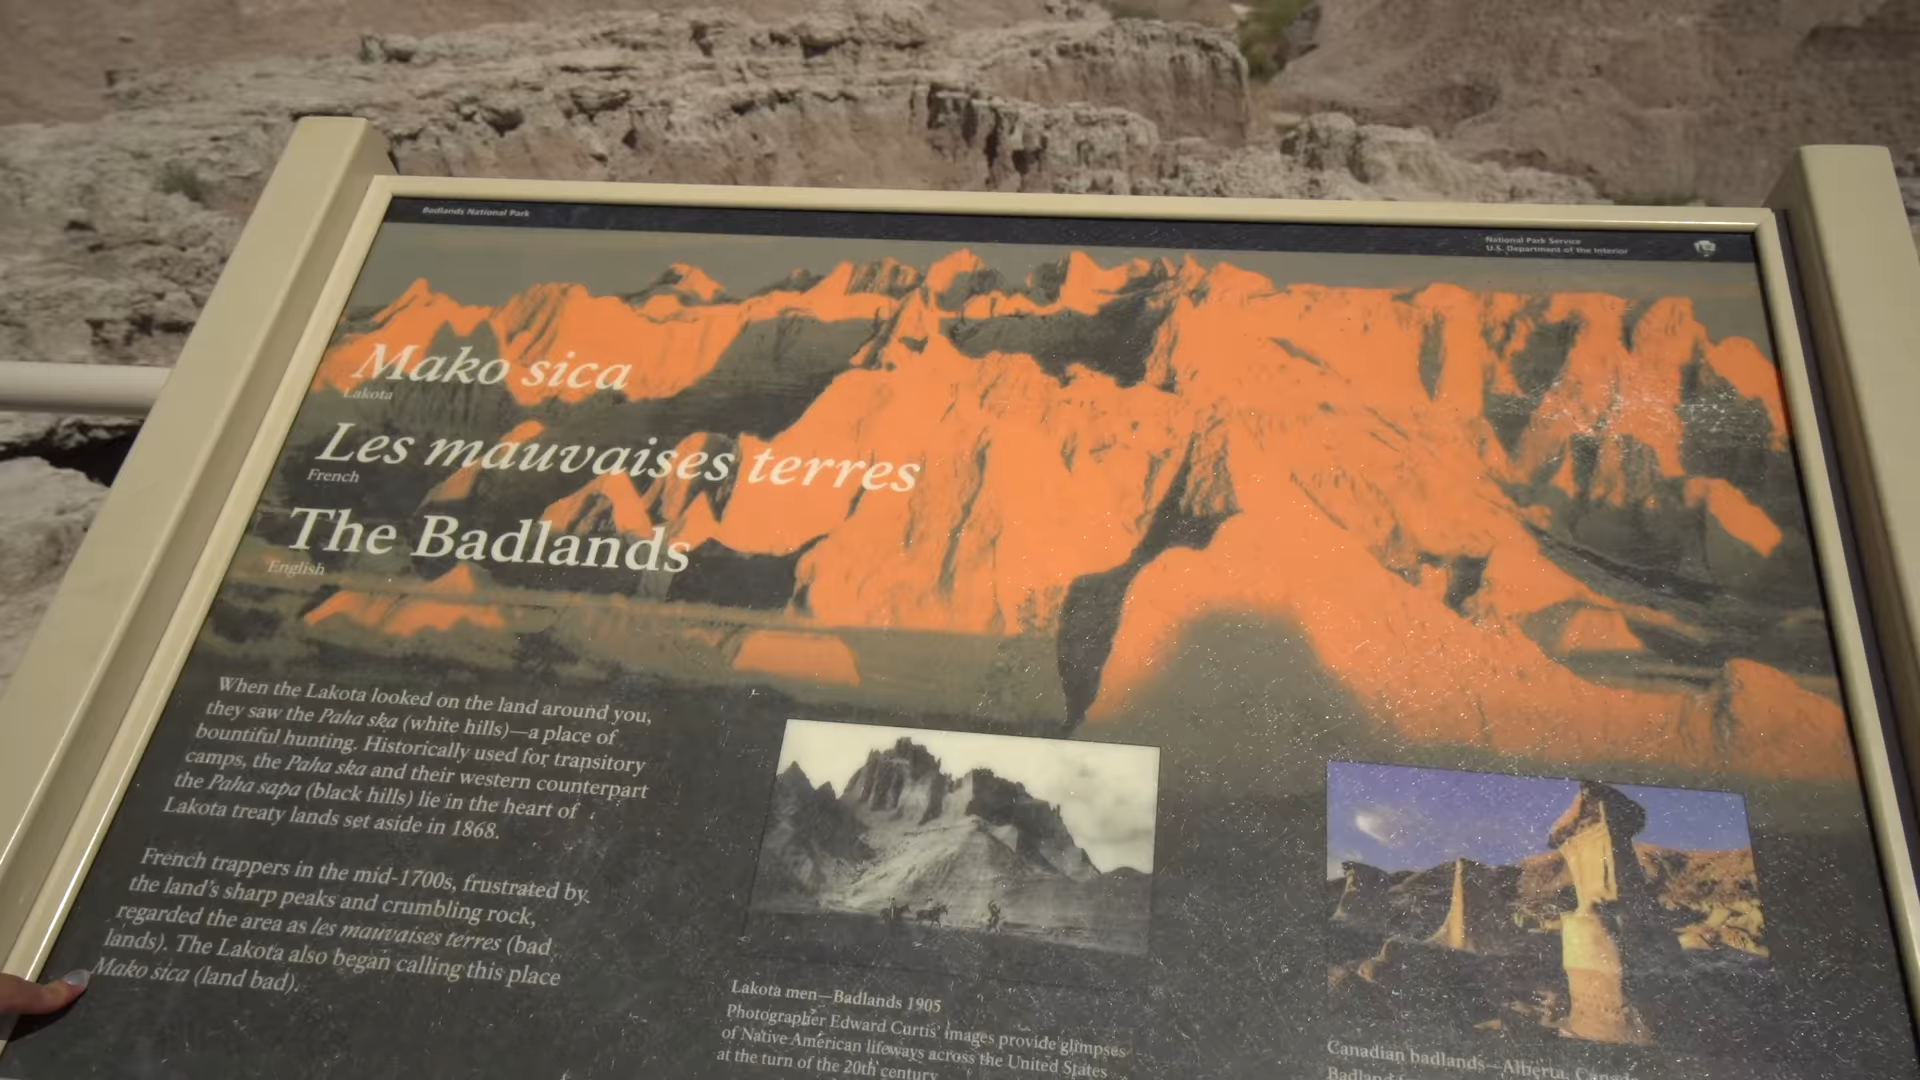 Badlands National Park
National Park Service
U.S. Department of the Interior
Mako sica
Lakota
Les mauvaises terres
French
The Badlands
English
When the Lakota looked on the land around you,
they saw the Paha ska (white hills)—a place of
bountiful hunting. Historically used for transitory
camps, the Paha ska and their western counterpart
the Paha sapa (black hills) lie in the heart of
Lakota treaty lands set aside in 1868.
French trappers in the mid-1700s, frustrated by
the land's sharp peaks and crumbling rock,
regarded the area as les mauvaises terres (bad
lands). The Lakota also began calling this place
Mako sica (land bad).
Lakota men—Badlands 1905
Photographer Edward Curtis' images provide glimpses
of Native American lifeways across the United States
at the turn of the 20th century
Canadian badlands—Alberta, Canada